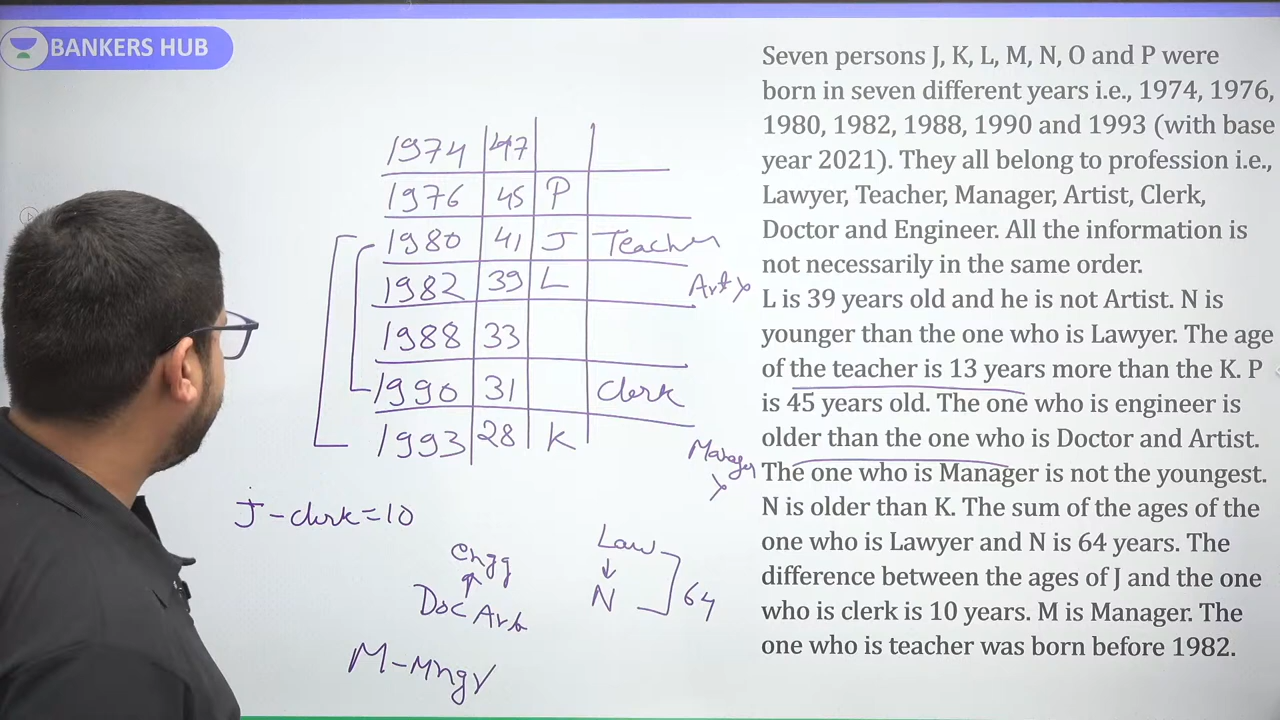 BANKERS HUB
Seven persons J, K, L, M, N, O and P were
born in seven different years i.e., 1974, 1976,
1980, 1982, 1988, 1990 and 1993 (with base
year 2021). They all belong to profession i.e.,
Lawyer, Teacher, Manager, Artist, Clerk,
Doctor and Engineer. All the information is
not necessarily in the same order.
L is 39 years old and he is not Artist. N is
younger than the one who is Lawyer. The age
of the teacher is 13 years more than the K. P
is 45 years old. The one who is engineer is
older than the one who is Doctor and Artist.
The one who is Manager is not the youngest.
N is older than K. The sum of the ages of the
one who is Lawyer and N is 64 years. The
difference between the ages of J and the one
who is clerk is 10 years. M is Manager. The
one who is teacher was born before 1982.
1974 47
1976 45 P
1980 41 J Teacher
1982 39 L Art x
1988 33
1990 31 Clerk
1993 28 K Manager x
J - clerk = 10
engg
Doc Art
Law
N
64
M - Mngr